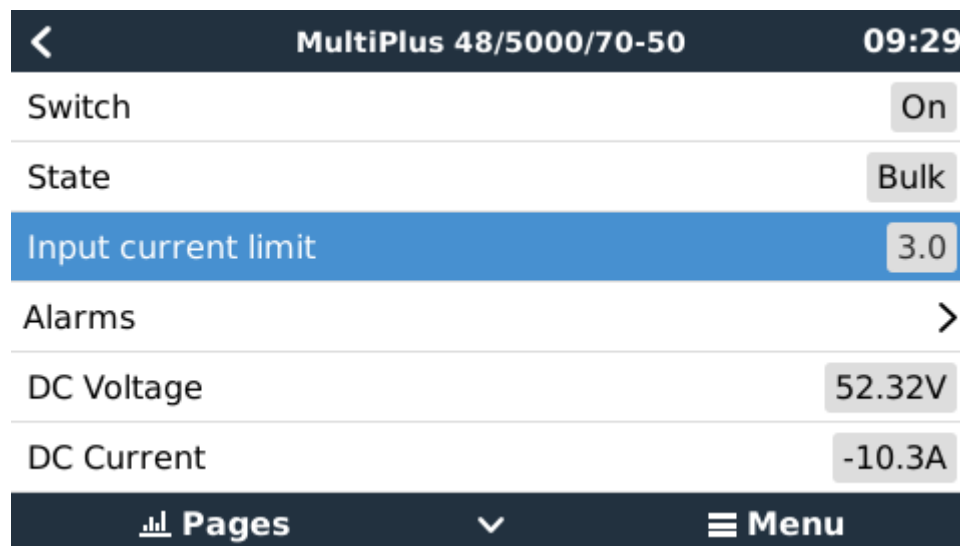 MultiPlus 48/5000/70-50 09:29
Switch On
State Bulk
Input current limit 3.0
Alarms
DC Voltage 52.32V
DC Current -10.3A
Pages Menu